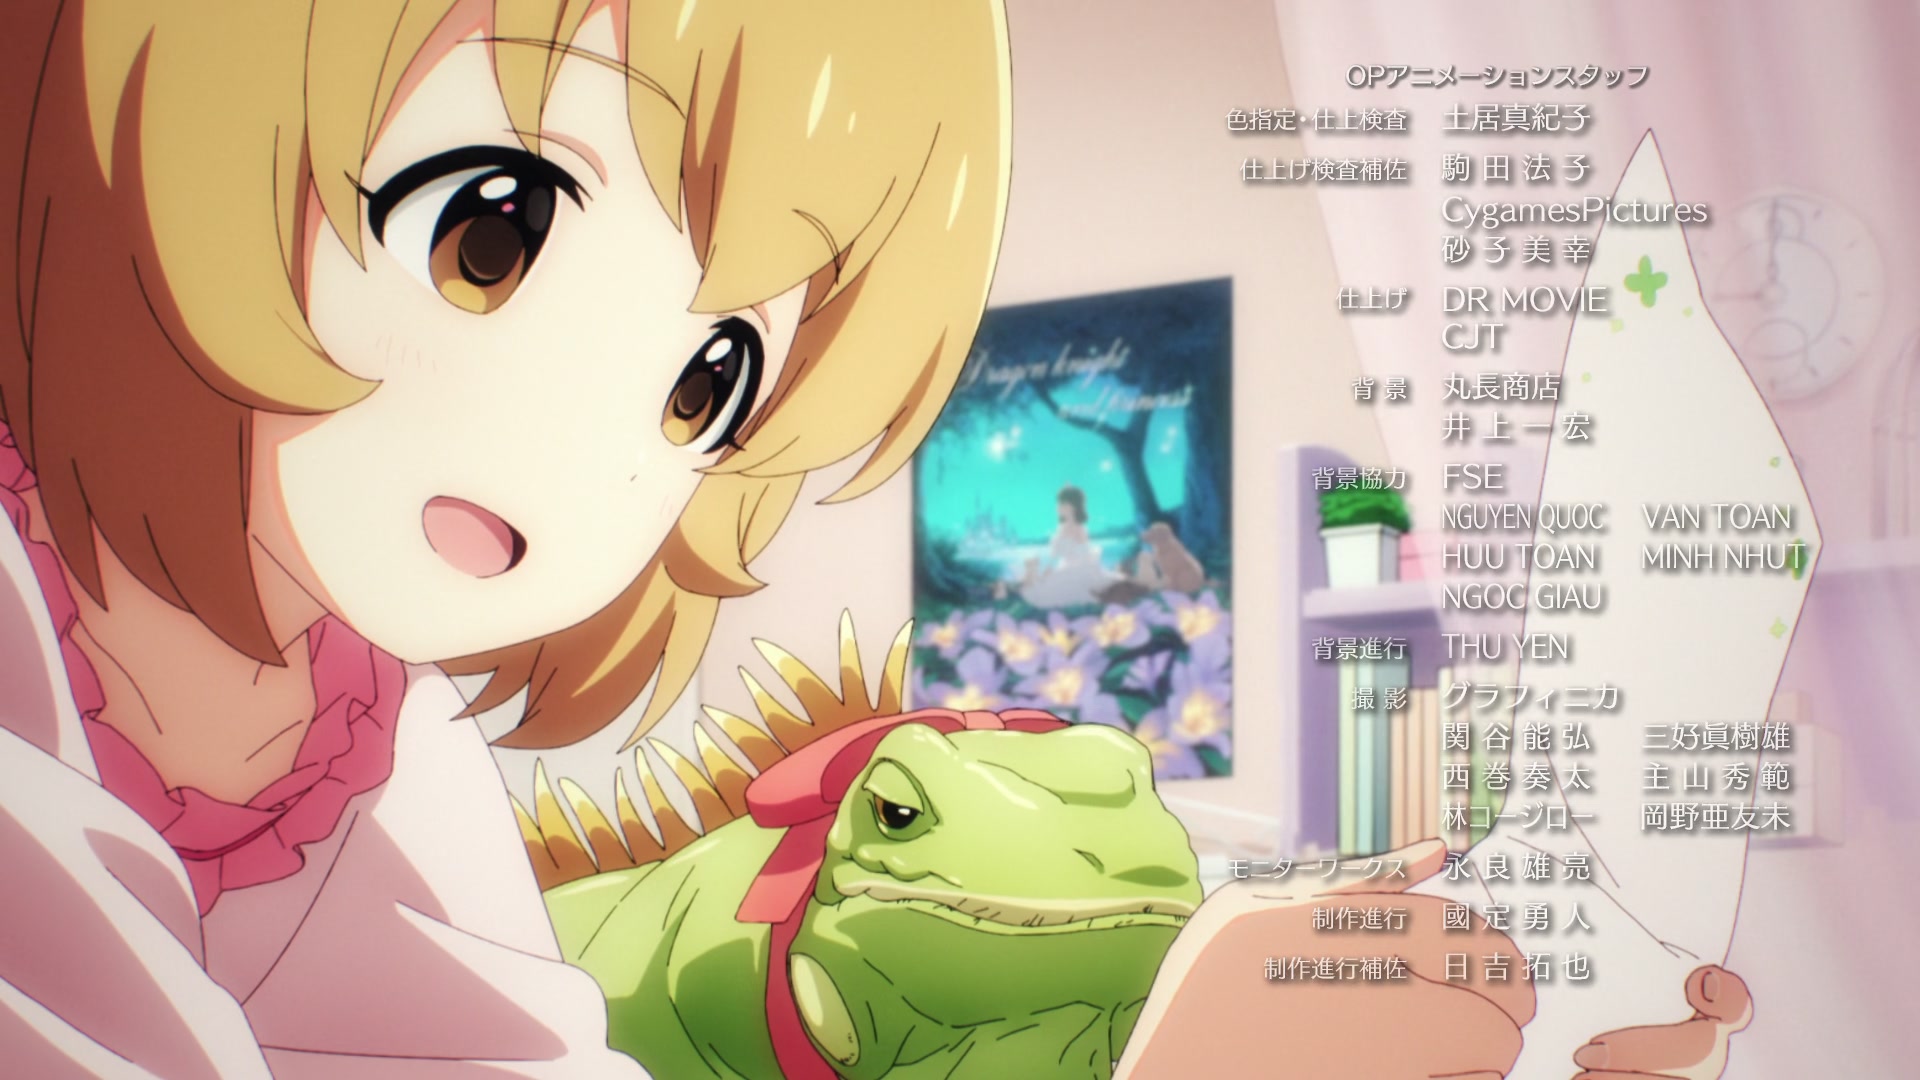 OPアニメーションスタッフ
色指定・仕上検査 土居真紀子
仕上げ検査補佐 駒田法子
CygamesPictures
砂子美幸
仕上げ DR MOVIE
CJT
背景 丸長商店
井上一宏
背景協力 FSE
NGUYEN QUOC VAN TOAN
HUU TOAN MINH NHUT
NGOC GIAU
背景進行 THU YEN
撮影 グラフィニカ
関谷能弘 三好眞樹雄
西巻奏太 主山秀範
林コージロー 岡野亜友未
モニターワークス 永良雄亮
制作進行 國定勇人
制作進行補佐 日吉拓也
Dragon knight
and princess